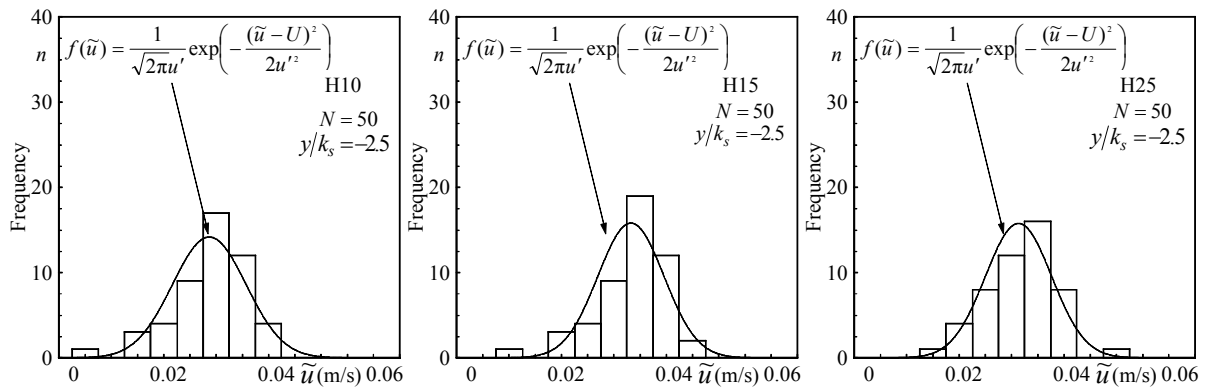 40
n
f(ũ) = 1/√2πu′ exp(−(ũ−U)²/2u′²)
H10
30
N = 50
y/kₛ = −2.5
Frequency
20
10
0
0 0.02 0.04 ũ (m/s) 0.06
40
n
f(ũ) = 1/√2πu′ exp(−(ũ−U)²/2u′²)
H15
30
N = 50
y/kₛ = −2.5
Frequency
20
10
0
0 0.02 0.04 ũ (m/s) 0.06
40
n
f(ũ) = 1/√2πu′ exp(−(ũ−U)²/2u′²)
H25
30
N = 50
y/kₛ = −2.5
Frequency
20
10
0
0 0.02 0.04 ũ (m/s) 0.06